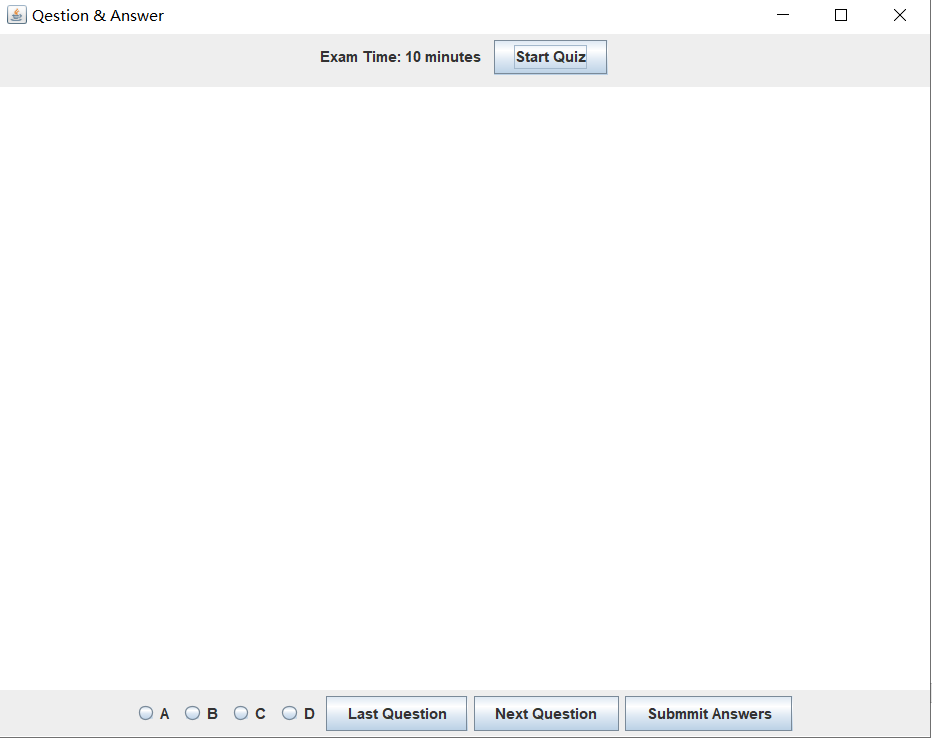 Qestion & Answer
Exam Time: 10 minutes Start Quiz
A B C D Last Question Next Question Submmit Answers